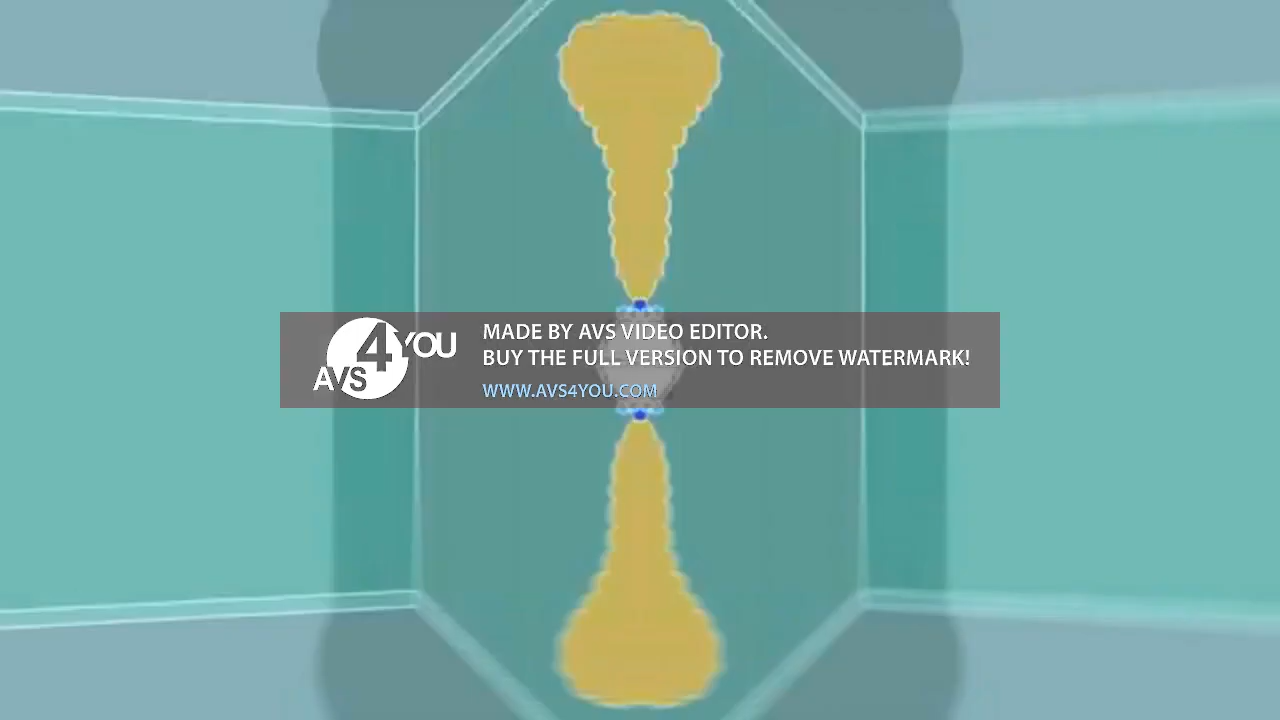 AVS4YOU
MADE BY AVS VIDEO EDITOR.
BUY THE FULL VERSION TO REMOVE WATERMARK!
WWW.AVS4YOU.COM